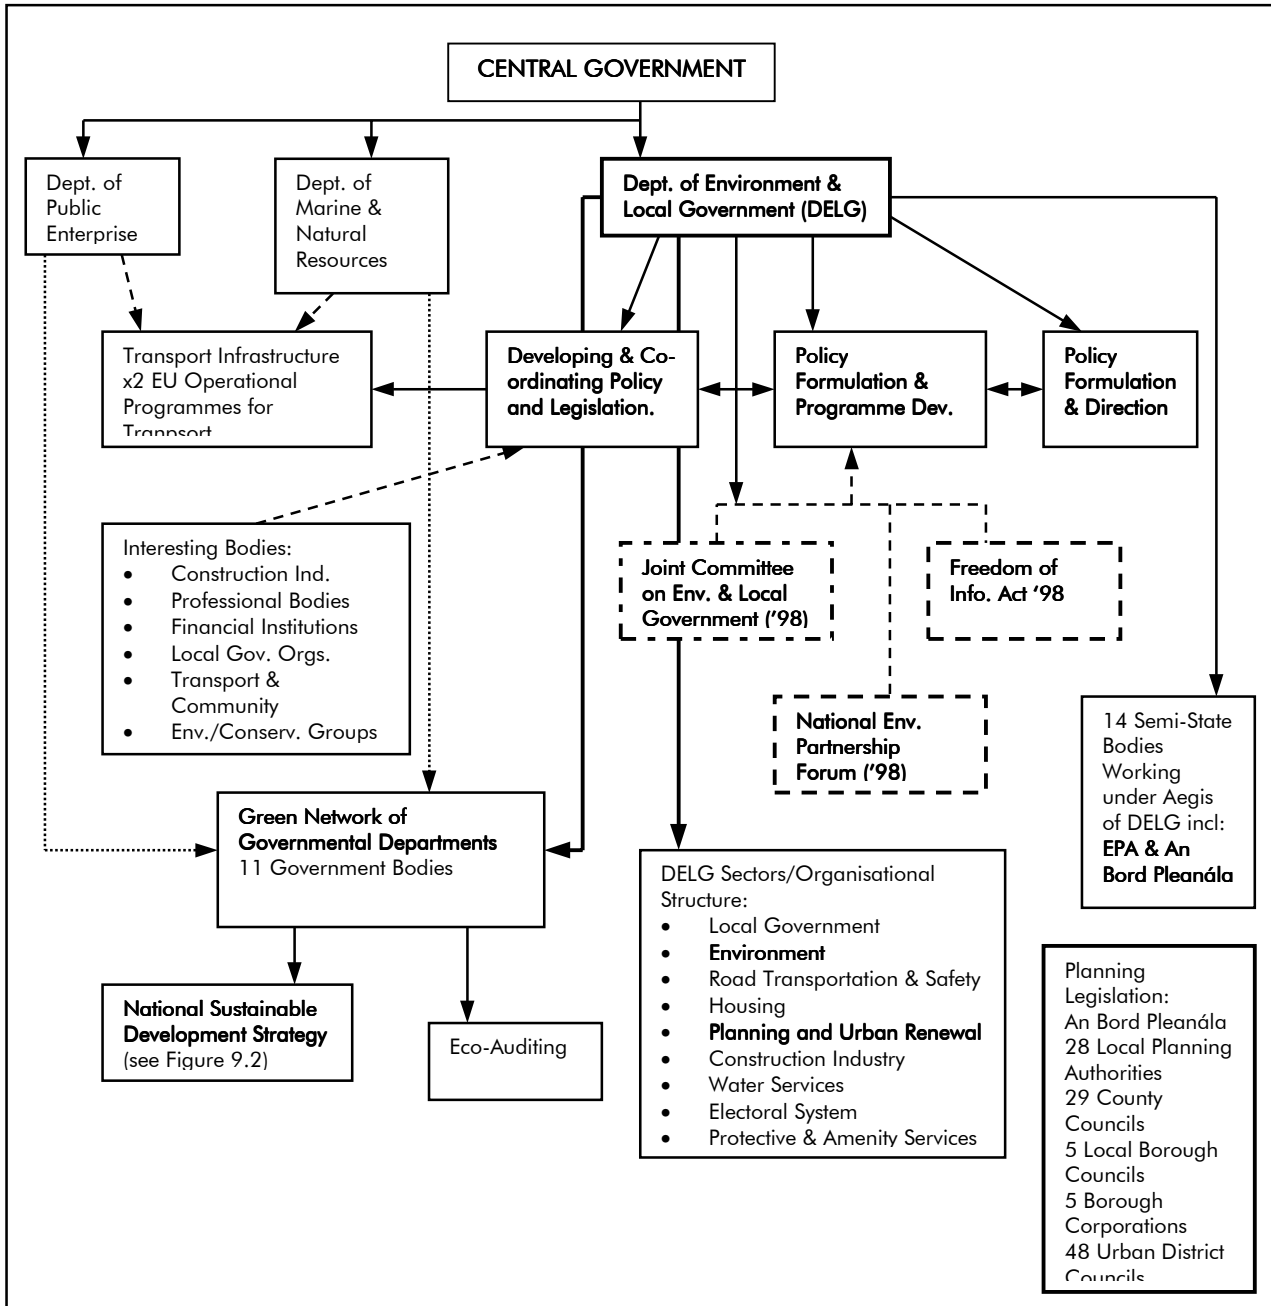 CENTRAL GOVERNMENT
Dept. of
Public
Enterprise
Dept. of
Marine &
Natural
Resources
Dept. of Environment &
Local Government (DELG)
Transport Infrastructure
x2 EU Operational
Programmes for
Tranpsort
Developing & Co-
ordinating Policy
and Legislation.
Policy
Formulation &
Programme Dev.
Policy
Formulation
& Direction
Interesting Bodies:
• Construction Ind.
• Professional Bodies
• Financial Institutions
• Local Gov. Orgs.
• Transport &
Community
• Env./Conserv. Groups
Joint Committee
on Env. & Local
Government ('98)
Freedom of
Info. Act '98
National Env.
Partnership
Forum ('98)
14 Semi-State
Bodies
Working
under Aegis
of DELG incl:
EPA & An
Bord Pleanála
Green Network of
Governmental Departments
11 Government Bodies
DELG Sectors/Organisational
Structure:
• Local Government
• Environment
• Road Transportation & Safety
• Housing
• Planning and Urban Renewal
• Construction Industry
• Water Services
• Electoral System
• Protective & Amenity Services
National Sustainable
Development Strategy
(see Figure 9.2)
Eco-Auditing
Planning
Legislation:
An Bord Pleanála
28 Local Planning
Authorities
29 County
Councils
5 Local Borough
Councils
5 Borough
Corporations
48 Urban District
Councils